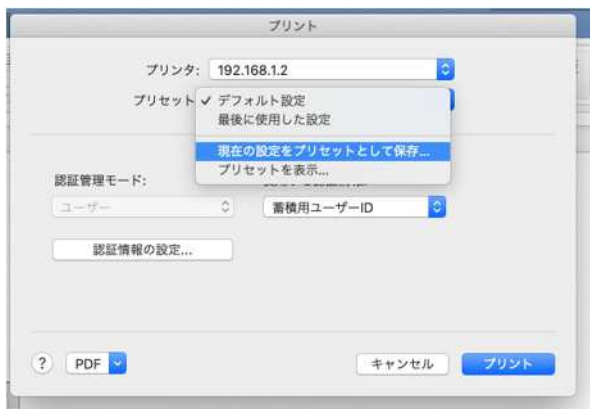 プリント
プリンタ: 192.168.1.2
プリセット ✓ デフォルト設定
最後に使用した設定
現在の設定をプリセットとして保存...
プリセットを表示...
認証管理モード:
ユーザー
蓄積用ユーザーID
認証情報の設定...
? PDF
キャンセル
プリント